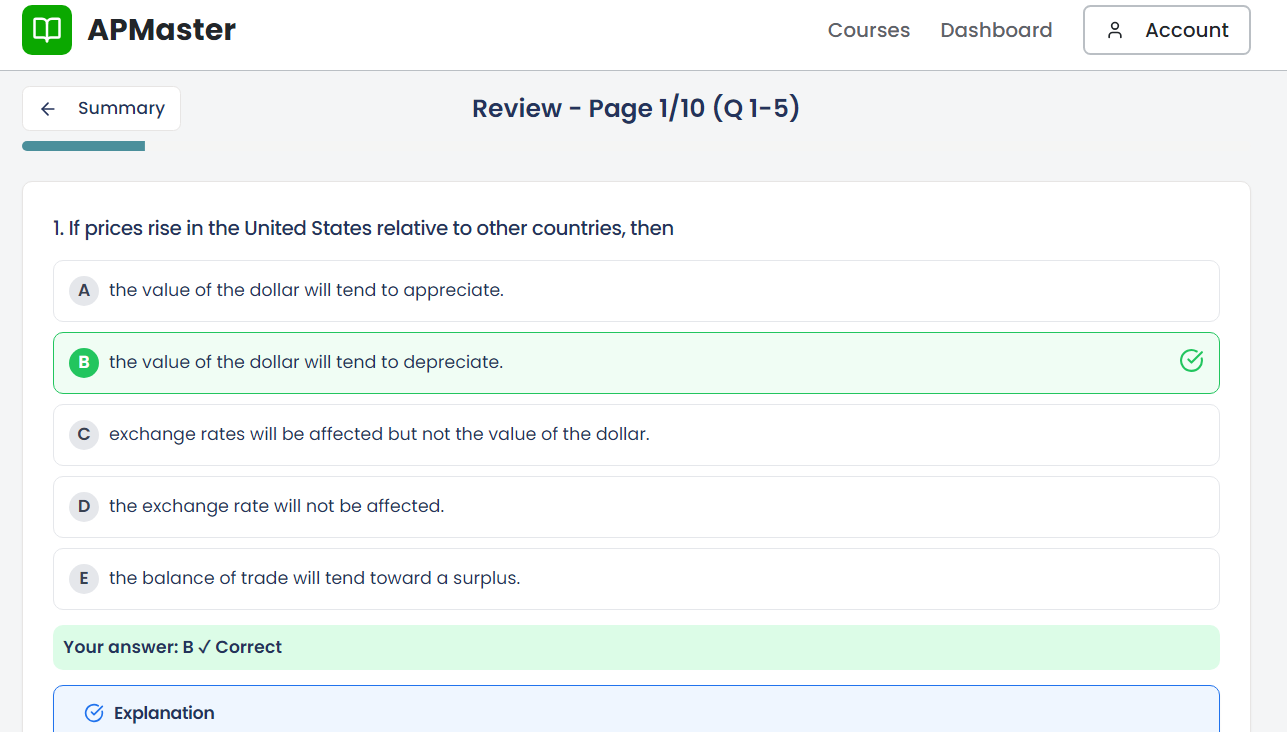 APMaster
Courses Dashboard Account
Summary
Review - Page 1/10 (Q 1-5)
1. If prices rise in the United States relative to other countries, then
A the value of the dollar will tend to appreciate.
B the value of the dollar will tend to depreciate.
C exchange rates will be affected but not the value of the dollar.
D the exchange rate will not be affected.
E the balance of trade will tend toward a surplus.
Your answer: B ✓ Correct
Explanation